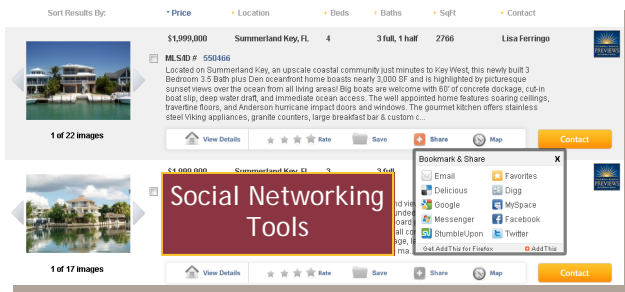 Sort Results By: Price Location Beds Baths SqFt Contact
$1,999,000 Summerland Key, FL 4 3 full, 1 half 2766 Lisa Ferringo
MLS/ID # 550466
Located on Summerland Key, an upscale coastal community just minutes to Key West, this newly built 3
Bedroom 3.5 Bath plus Den oceanfront home boasts nearly 3,000 SF and is highlighted by picturesque
sunset views over the ocean from all living areas! Big boats are welcome with 60' of concrete dockage, cut-in
boat slip, deep water draft, and immediate ocean access. The well appointed home features soaring ceilings,
travertine floors, and Anderson hurricane impact doors and windows. The gourmet kitchen offers stainless
steel Viking appliances, granite counters, large breakfast bar & custom c...
PREVIEWS
1 of 22 images
View Details Rate Save Share Map Contact
$1,999,000 Summerland Key, FL 3 3 full
PREVIEWS
Bookmark & Share X
Email Favorites
Delicious Digg
Google MySpace
Messenger Facebook
StumbleUpon Twitter
Get AddThis for Firefox AddThis
Social Networking
Tools
1 of 17 images
View Details Rate Save Share Map Contact